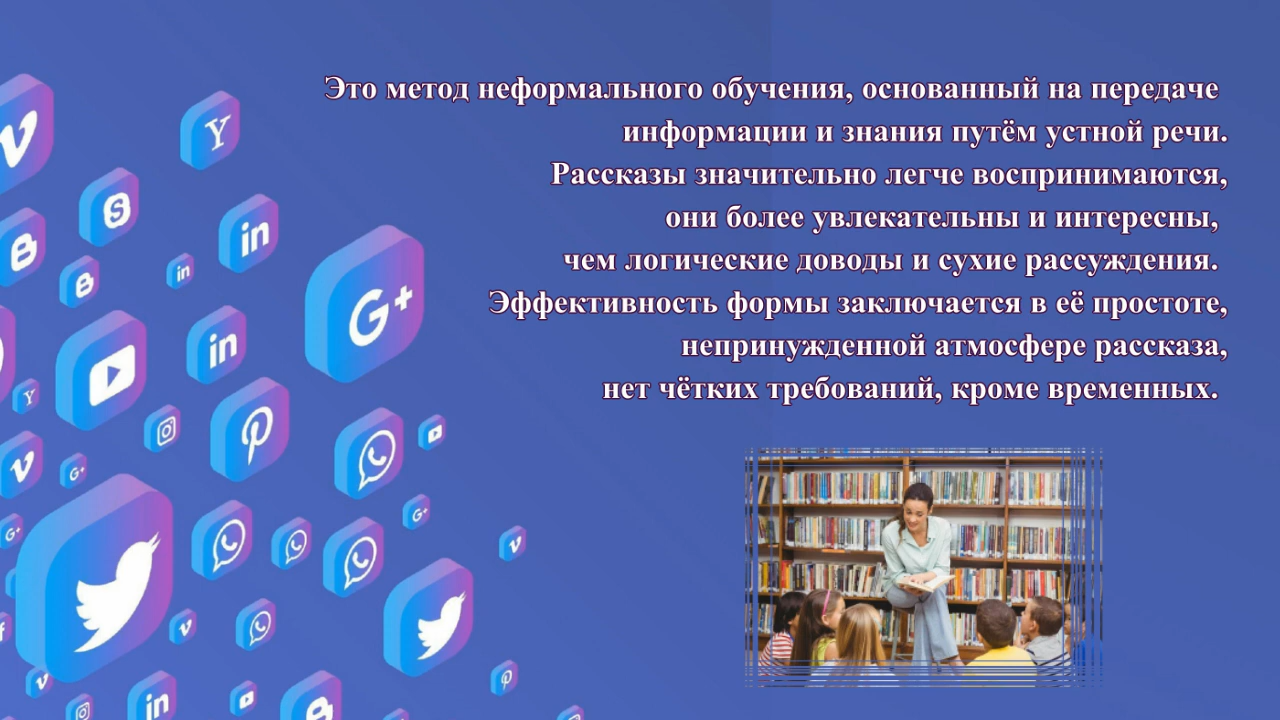 Это метод неформального обучения, основанный на передаче
информации и знания путём устной речи.
Рассказы значительно легче воспринимаются,
они более увлекательны и интересны,
чем логические доводы и сухие рассуждения.
Эффективность формы заключается в её простоте,
непринужденной атмосфере рассказа,
нет чётких требований, кроме временных.